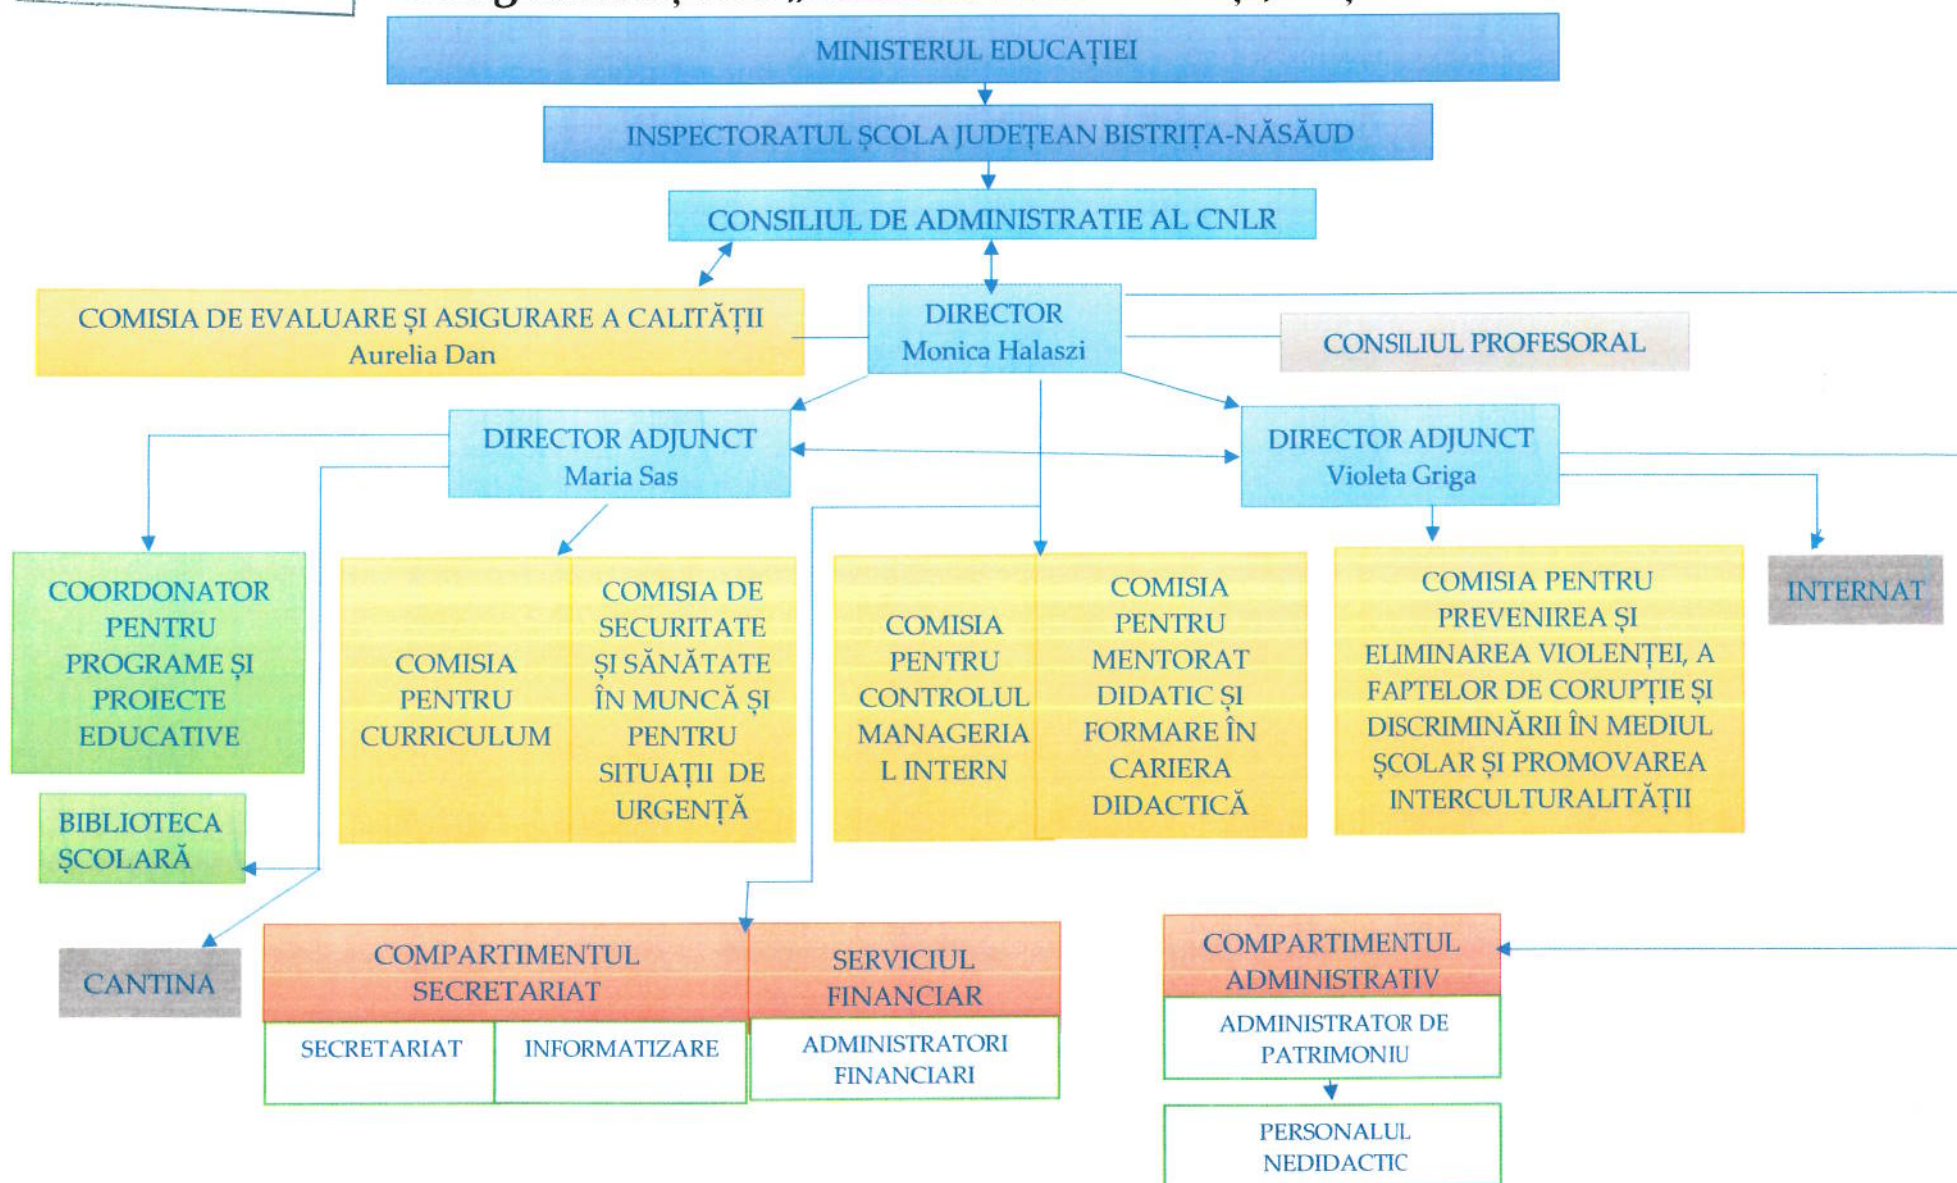 MINISTERUL EDUCAȚIEI
INSPECTORATUL ȘCOLA JUDEȚEAN BISTRIȚA-NĂSĂUD
CONSILIUL DE ADMINISTRATIE AL CNLR
COMISIA DE EVALUARE ȘI ASIGURARE A CALITĂȚII
Aurelia Dan
DIRECTOR
Monica Halaszi
CONSILIUL PROFESORAL
DIRECTOR ADJUNCT
Maria Sas
DIRECTOR ADJUNCT
Violeta Griga
COORDONATOR
PENTRU
PROGRAME ȘI
PROIECTE
EDUCATIVE
COMISIA
PENTRU
CURRICULUM
COMISIA DE
SECURITATE
ȘI SĂNĂTATE
ÎN MUNCĂ ȘI
PENTRU
SITUAȚII DE
URGENȚĂ
COMISIA
PENTRU
CONTROLUL
MANAGERIA
L INTERN
COMISIA
PENTRU
MENTORAT
DIDATIC ȘI
FORMARE ÎN
CARIERA
DIDACTICĂ
COMISIA PENTRU
PREVENIREA ȘI
ELIMINAREA VIOLENȚEI, A
FAPTELOR DE CORUPȚIE ȘI
DISCRIMINĂRII ÎN MEDIUL
ȘCOLAR ȘI PROMOVAREA
INTERCULTURALITĂȚII
INTERNAT
BIBLIOTECA
ȘCOLARĂ
CANTINA
COMPARTIMENTUL
SECRETARIAT
SERVICIUL
FINANCIAR
SECRETARIAT
INFORMATIZARE
ADMINISTRATORI
FINANCIARI
COMPARTIMENTUL
ADMINISTRATIV
ADMINISTRATOR DE
PATRIMONIU
PERSONALUL
NEDIDACTIC